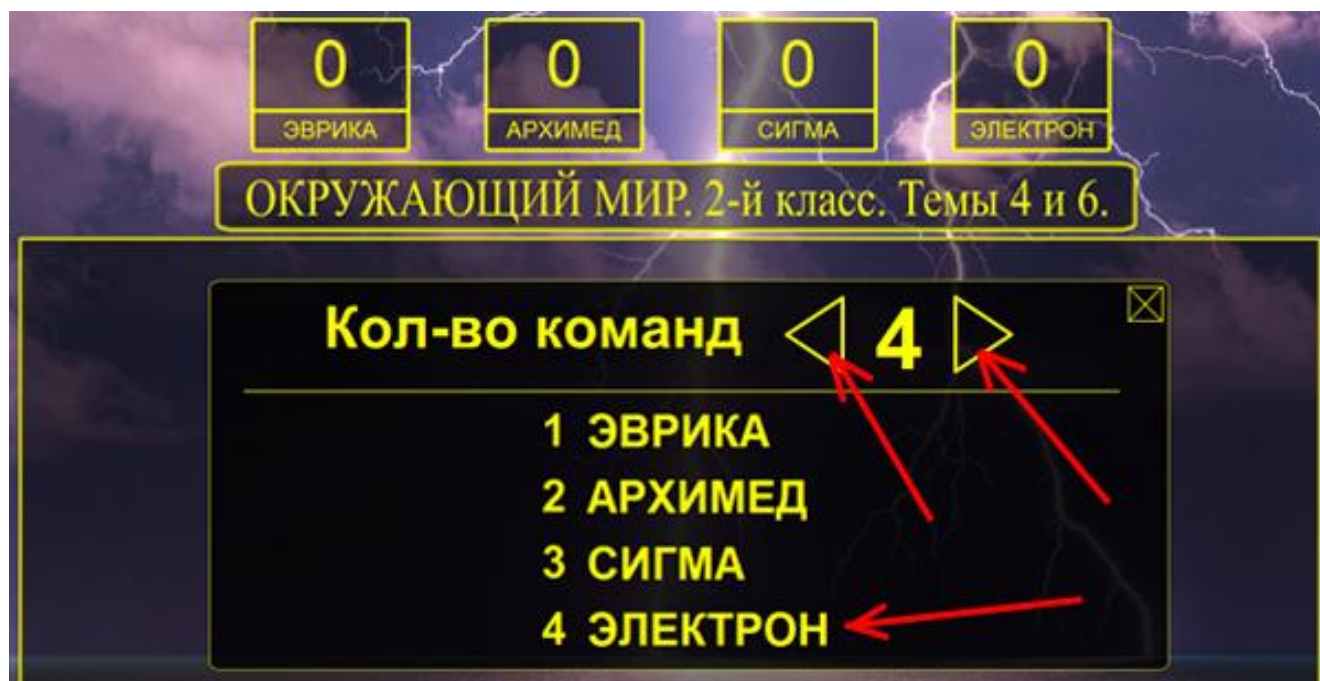 0 0 0 0
ЭВРИКА АРХИМЕД СИГМА ЭЛЕКТРОН
ОКРУЖАЮЩИЙ МИР. 2-й класс. Темы 4 и 6.
Кол-во команд 4
1 ЭВРИКА
2 АРХИМЕД
3 СИГМА
4 ЭЛЕКТРОН